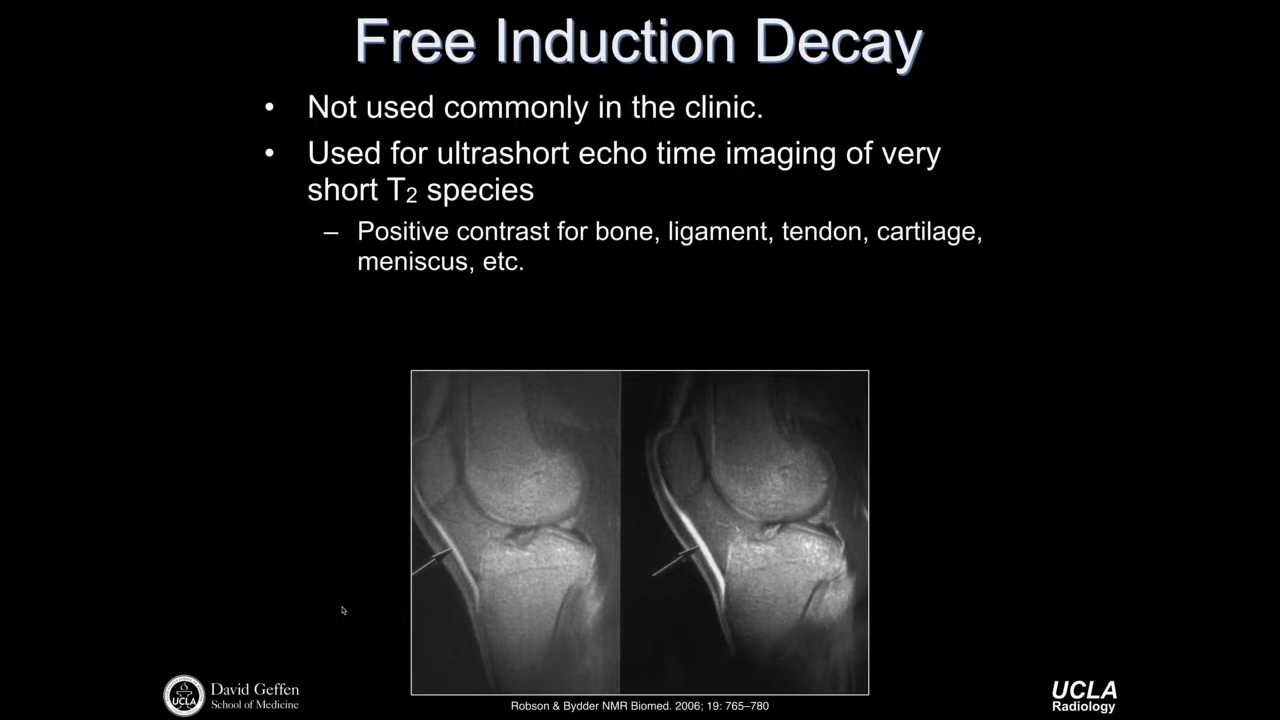 Free Induction Decay
• Not used commonly in the clinic.
• Used for ultrashort echo time imaging of very
short T2 species
– Positive contrast for bone, ligament, tendon, cartilage,
meniscus, etc.
UCLA
David Geffen
School of Medicine
Robson & Bydder NMR Biomed. 2006; 19: 765–780
UCLA
Radiology